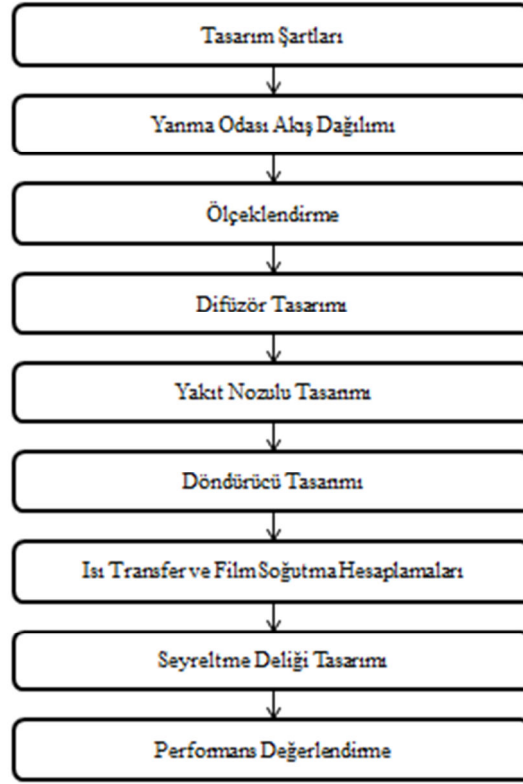 Tasarım Şartları
Yanma Odası Akış Dağılımı
Ölçeklendirme
Difüzör Tasarımı
Yakıt Nozulu Tasarımı
Döndürücü Tasarımı
Isı Transfer ve Film Soğutma Hesaplamaları
Seyreltme Deliği Tasarımı
Performans Değerlendirme